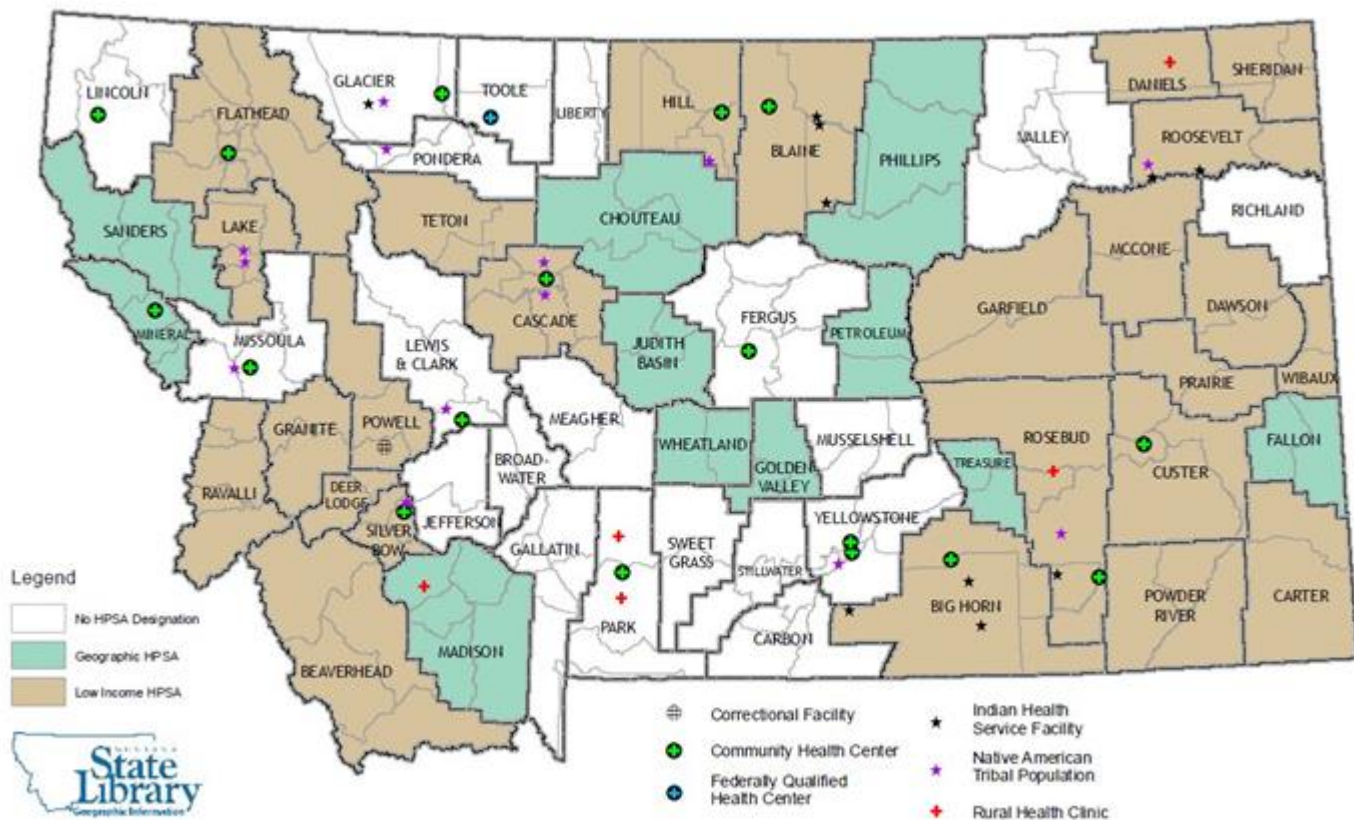 LINCOLN
FLATHEAD
GLACIER
TOOLE
LIBERTY
HILL
BLAINE
PHILLIPS
VALLEY
DANIELS
SHERIDAN
ROOSEVELT
PONDERA
RICHLAND
SANDERS
LAKE
TETON
CHOUTEAU
MCCONE
GARFIELD
DAWSON
MINERAL
MISSOULA
LEWIS
& CLARK
CASCADE
JUDITH
BASIN
FERGUS
PETROLEUM
PRAIRIE
WIBAUX
RAVALLI
GRANITE
POWELL
MEAGHER
WHEATLAND
GOLDEN
VALLEY
MUSSELSHELL
ROSEBUD
TREASURE
CUSTER
FALLON
DEER
LODGE
SILVER
BOW
JEFFERSON
BROAD-
WATER
GALLATIN
PARK
SWEET
GRASS
STILLWATER
YELLOWSTONE
CARBON
BIG HORN
POWDER
RIVER
CARTER
BEAVERHEAD
MADISON
Legend
No HPSA Designation
Geographic HPSA
Low Income HPSA
Correctional Facility
Community Health Center
Federally Qualified
Health Center
Indian Health
Service Facility
Native American
Tribal Population
Rural Health Clinic
MONTANA
State
Library
Geographic Information